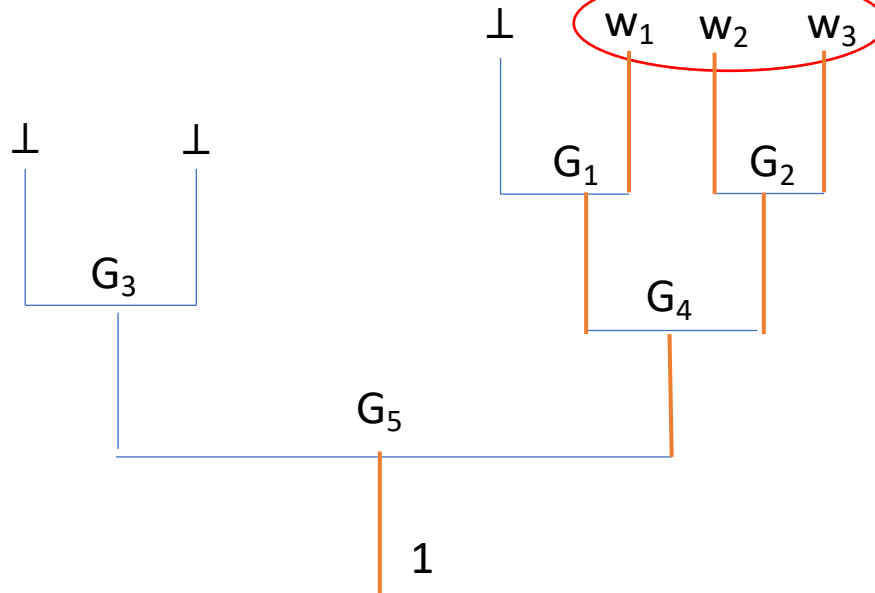 ⊥ w₁ w₂ w₃
⊥ ⊥
G₁ G₂
G₃
G₄
G₅
1